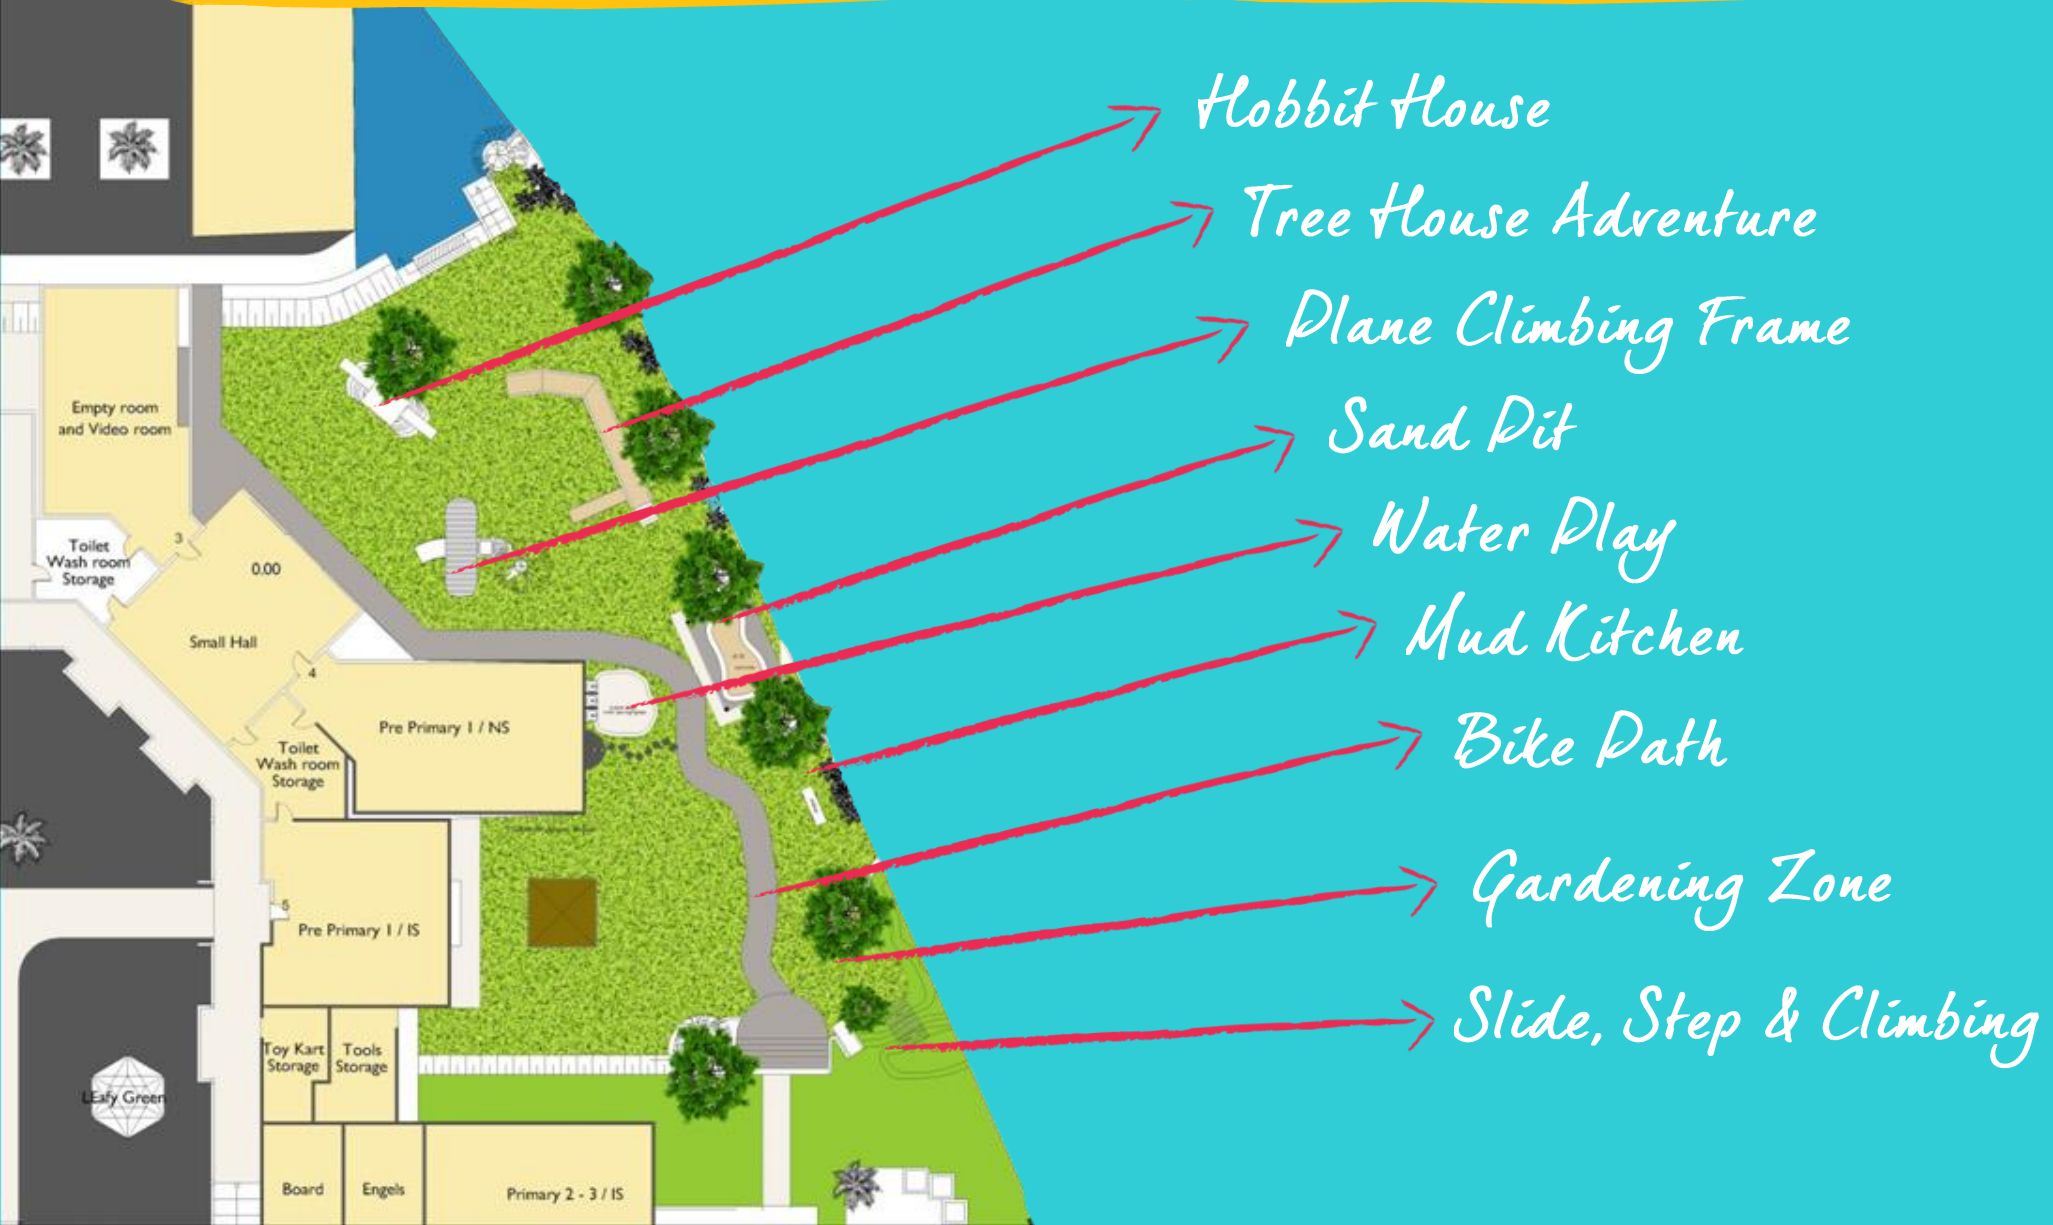 Hobbit House
Tree House Adventure
Plane Climbing Frame
Sand Pit
Water Play
Mud Kitchen
Bike Path
Gardening Zone
Slide, Step & Climbing
Empty room
and Video room
3
Toilet
Wash room
Storage
0.00
Small Hall
4
Pre Primary 1 / NS
Toilet
Wash room
Storage
5
Pre Primary 1 / IS
Toy Kart
Storage
Tools
Storage
LEafy Green
Board
Engels
Primary 2 - 3 / IS